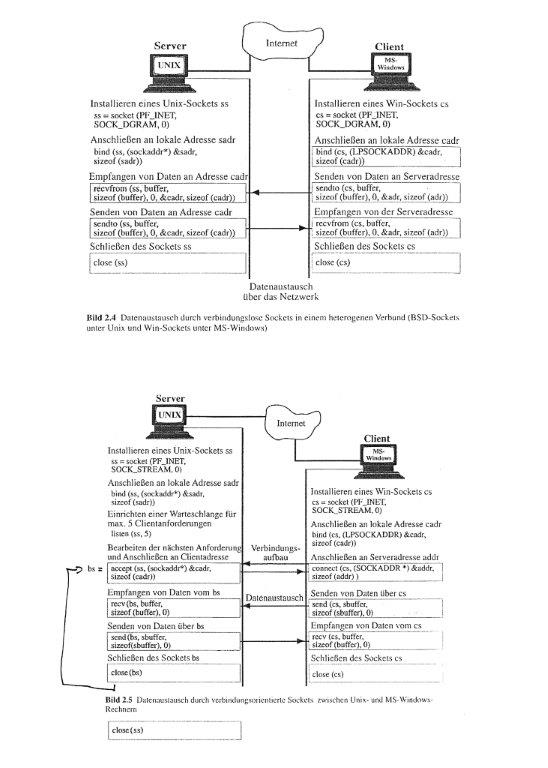 Server
Internet
Client
UNIX
MS-
Windows
Installieren eines Unix-Sockets ss
ss = socket (PF_INET,
SOCK_DGRAM, 0)
Anschließen an lokale Adresse sadr
bind (ss, (sockaddr*) &sadr,
sizeof (sadr))
Empfangen von Daten an Adresse cadr
recvfrom (ss, buffer,
sizeof (buffer), 0, &cadr, sizeof (cadr))
Senden von Daten an Adresse cadr
sendto (ss, buffer,
sizeof (buffer), 0, &cadr, sizeof (cadr))
Schließen des Sockets ss
close (ss)
Installieren eines Win-Sockets cs
cs = socket (PF_INET,
SOCK_DGRAM, 0)
Anschließen an lokale Adresse cadr
bind (cs, (LPSOCKADDR) &cadr,
sizeof (cadr))
Senden von Daten an Serveradresse
sendto (cs, buffer,
sizeof (buffer), 0, &adr, sizeof (adr))
Empfangen von der Serveradresse
recvfrom (cs, buffer,
sizeof (buffer), 0, &adr, sizeof (adr))
Schließen des Sockets cs
close (cs)
Datenaustausch
über das Netzwerk
Bild 2.4 Datenaustausch durch verbindungslose Sockets in einem heterogenen Verbund (BSD-Sockets
unter Unix und Win-Sockets unter MS-Windows)
Server
UNIX
Internet
Client
MS-
Windows
Installieren eines Unix-Sockets ss
ss = socket (PF_INET,
SOCK_STREAM, 0)
Anschließen an lokale Adresse sadr
bind (ss, (sockaddr*) &sadr,
sizeof (sadr))
Einrichten einer Warteschlange für
max. 5 Clientanforderungen
listen (ss, 5)
Bearbeiten der nächsten Anforderung
und Anschließen an Clientadresse
bs = accept (ss, (sockaddr*) &cadr,
sizeof (cadr))
Empfangen von Daten vom bs
recv (bs, buffer,
sizeof (buffer), 0)
Senden von Daten über bs
send (bs, sbuffer,
sizeof(sbuffer), 0)
Schließen des Sockets bs
close (bs)
Verbindungs-
aufbau
Datenaustausch
Installieren eines Win-Sockets cs
cs = socket (PF_INET,
SOCK_STREAM, 0)
Anschließen an lokale Adresse cadr
bind (cs, (LPSOCKADDR) &cadr,
sizeof (cadr))
Anschließen an Serveradresse addr
connect (cs, (SOCKADDR *) &addr,
sizeof (addr) )
Senden von Daten über cs
send (cs, sbuffer,
sizeof (sbuffer), 0)
Empfangen von Daten vom cs
recv (cs, buffer,
sizeof (buffer), 0)
Schließen des Sockets cs
close (cs)
Bild 2.5 Datenaustausch durch verbindungsorientierte Sockets zwischen Unix- und MS-Windows-
Rechnern
close (ss)